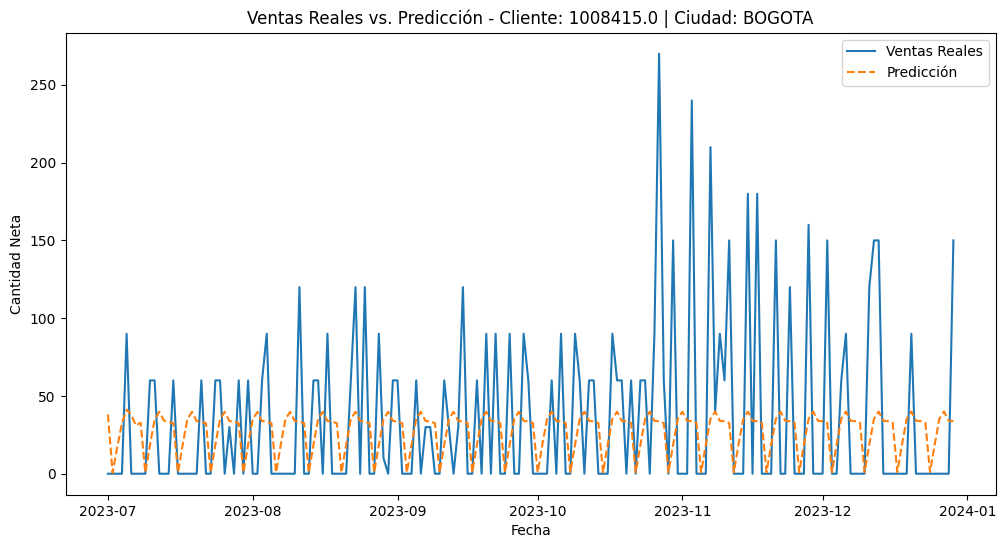 Ventas Reales vs. Predicción - Cliente: 1008415.0 | Ciudad: BOGOTA
Ventas Reales
Predicción
Cantidad Neta
250
200
150
100
50
0
2023-07
2023-08
2023-09
2023-10
2023-11
2023-12
2024-01
Fecha